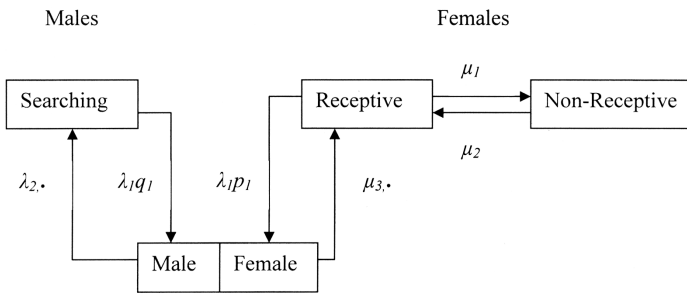 Males Females
μ1
Searching Receptive Non-Receptive
μ2
λ2,• λ1q1 λ1p1 μ3,•
Male Female